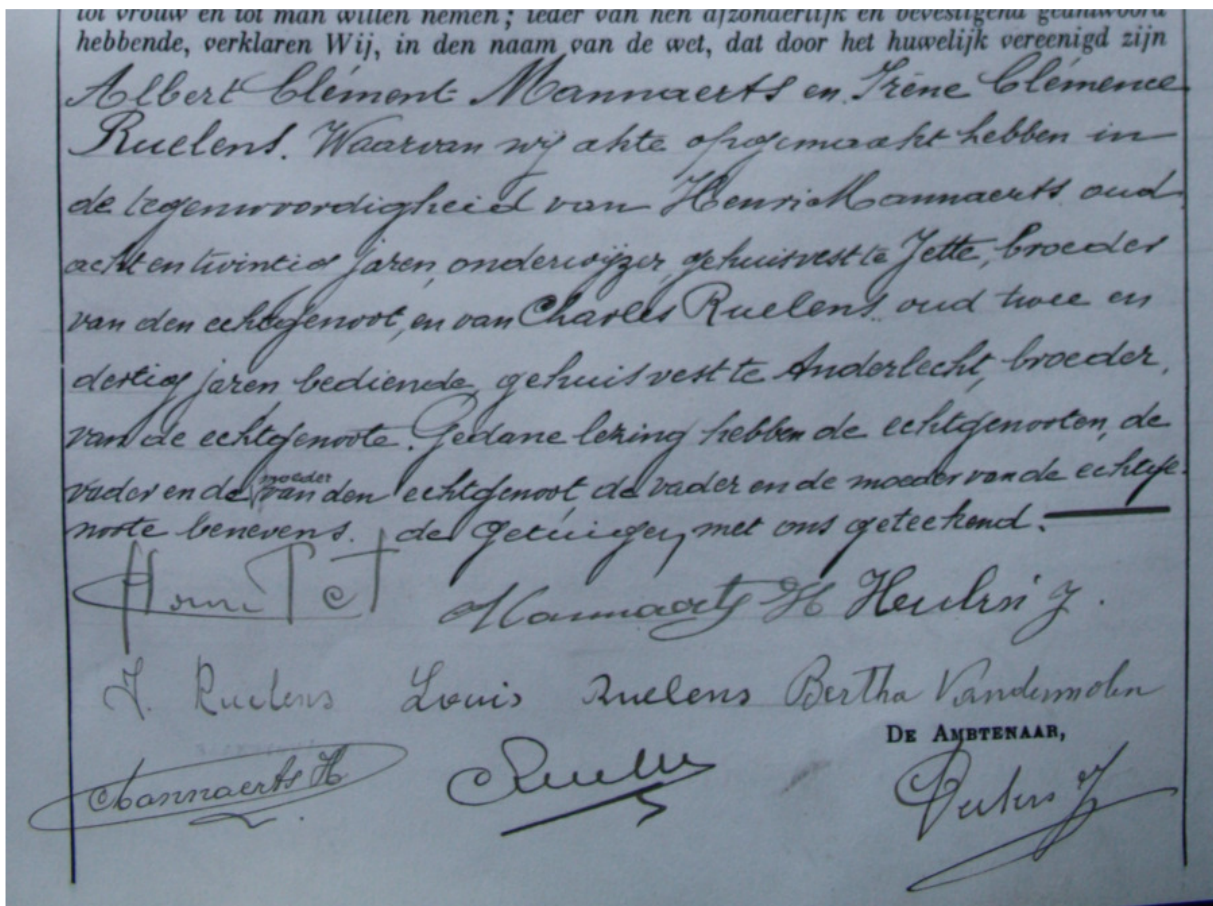 tot vrouw en tot man willen nemen; ieder van hen afzonderlijk en bevestigend geantwoord
hebbende, verklaren Wij, in den naam van de wet, dat door het huwelijk vereenigd zijn
Albert Clément Mannaerts en Irène Clémence
Ruelens. Waarvan wij akte opgemaakt hebben in
de tegenwoordigheid van Henri Mannaerts oud
acht en twintig jaren, onderwijzer, gehuisvest te Jette, broeder
van den echtgenoot, en van Charles Ruelens oud twee en
dertig jaren bediende, gehuisvest te Anderlecht, broeder,
van de echtgenoote. Gedane lezing hebben de echtgenooten, de
moeder
vader en de van den echtgenoot, de vader en de moeder van de echtge-
noote benevens de getuigen, met ons geteekend.
Mannaerts H
J. Ruelens Louis Ruelens Bertha Vandermolen
DE AMBTENAAR,
Mannaerts H